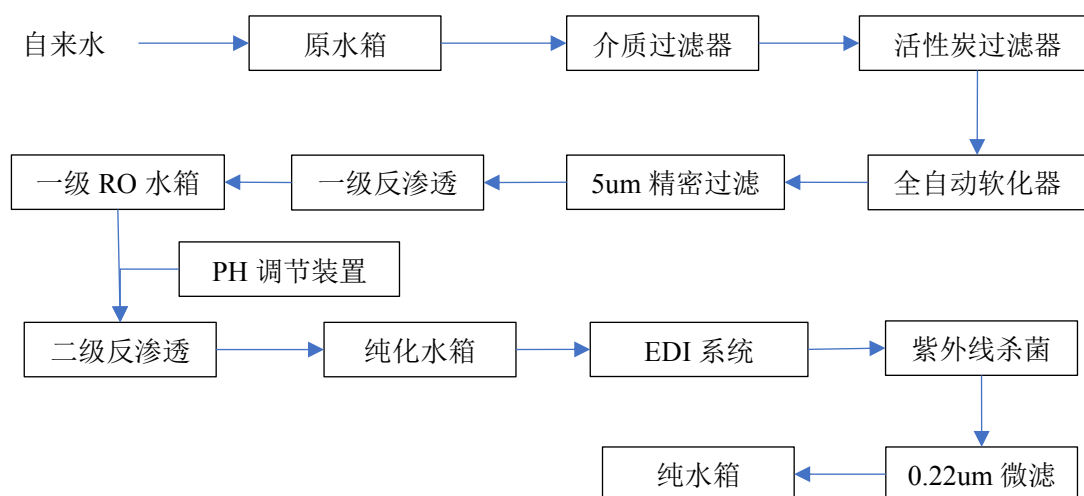 自来水
原水箱
介质过滤器
活性炭过滤器
全自动软化器
5um 精密过滤
一级反渗透
一级 RO 水箱
PH 调节装置
二级反渗透
纯化水箱
EDI 系统
紫外线杀菌
0.22um 微滤
纯水箱